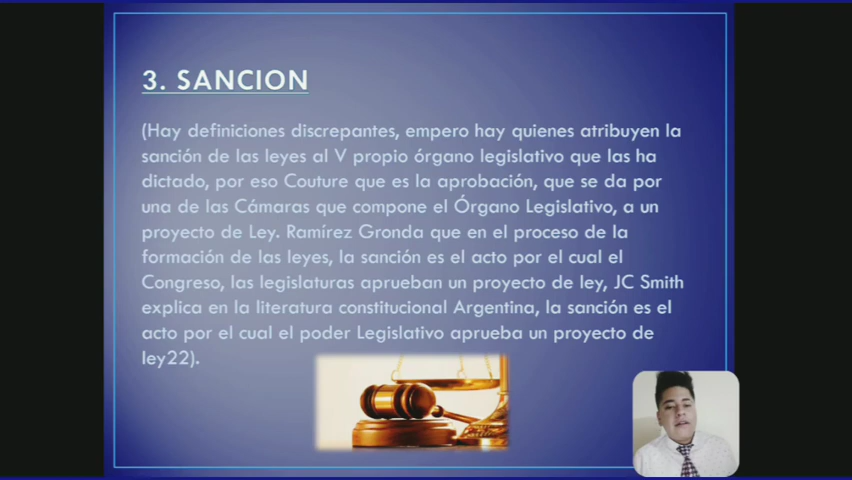 3. SANCION
(Hay definiciones discrepantes, empero hay quienes atribuyen la
sanción de las leyes al V propio órgano legislativo que las ha
dictado, por eso Couture que es la aprobación, que se da por
una de las Cámaras que compone el Órgano Legislativo, a un
proyecto de Ley. Ramírez Gronda que en el proceso de la
formación de las leyes, la sanción es el acto por el cual el
Congreso, las legislaturas aprueban un proyecto de ley, JC Smith
explica en la literatura constitucional Argentina, la sanción es el
acto por el cual el poder Legislativo aprueba un proyecto de
ley22).